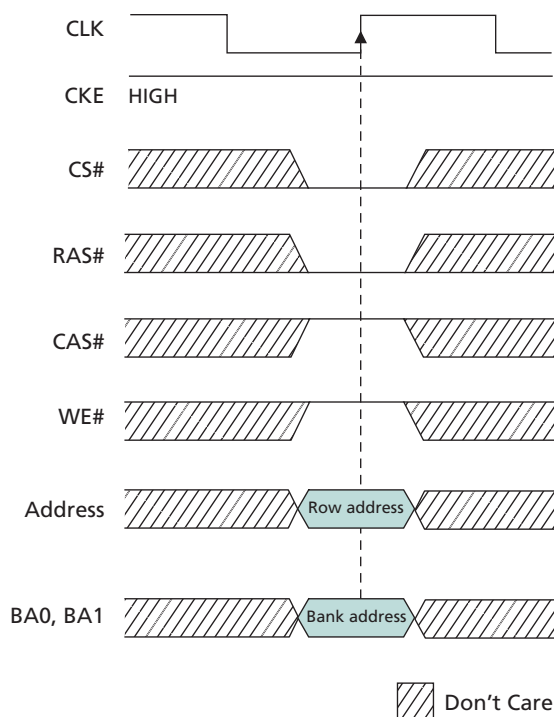 CLK
CKE HIGH
CS#
RAS#
CAS#
WE#
Address Row address
BA0, BA1 Bank address
Don't Care